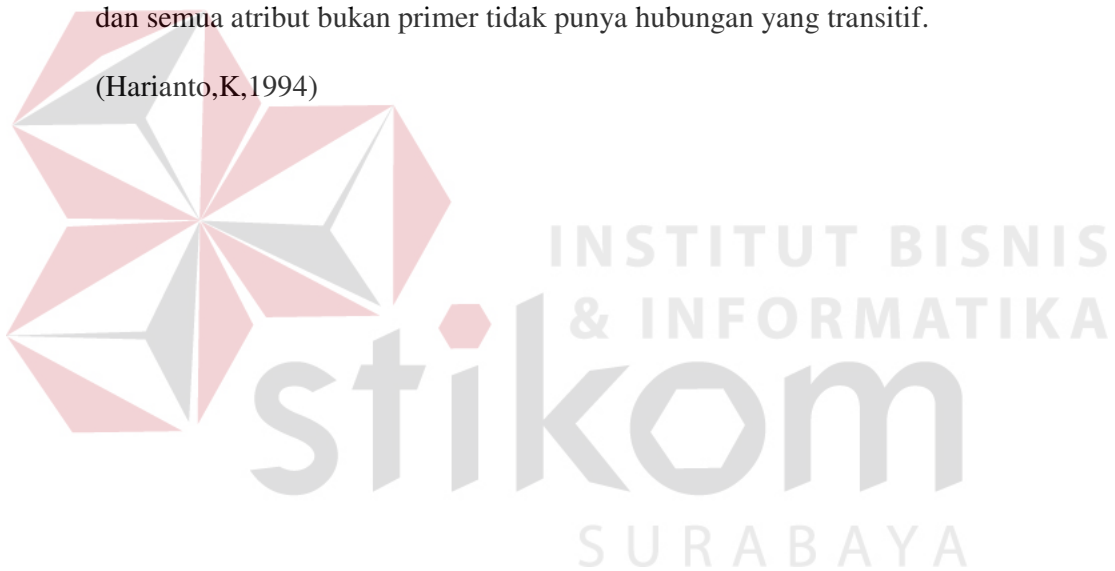 dan semua atribut bukan primer tidak punya hubungan yang transitif.
(Harianto,K,1994)
INSTITUT BISNIS
& INFORMATIKA
stikom
SURABAYA